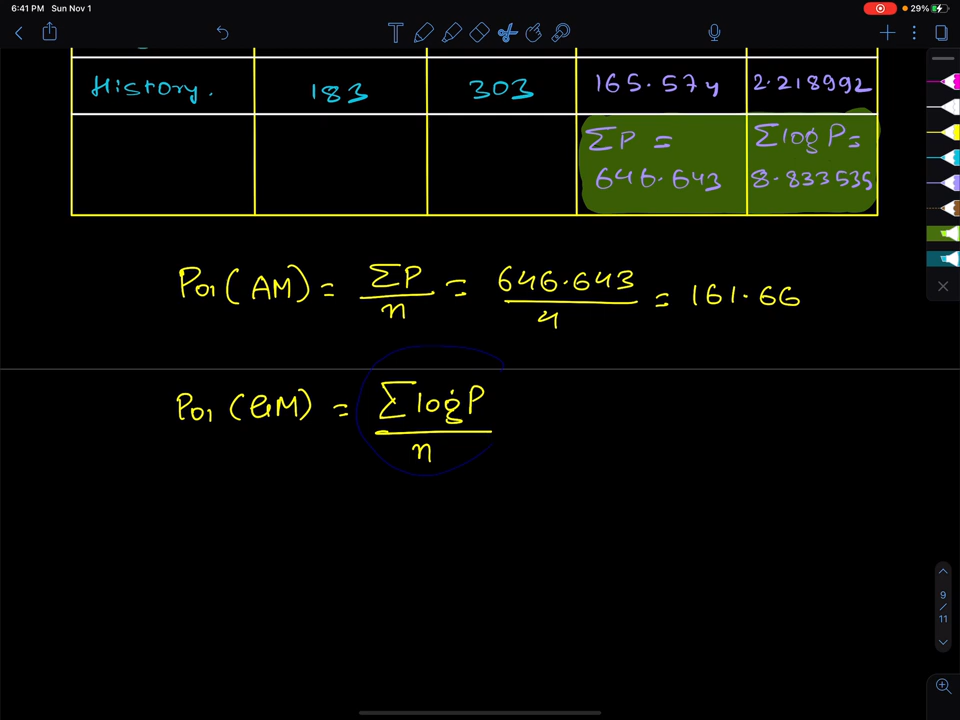 6:41 PM Sun Nov 1
29%
History. 183 303 165.574 2.218992
ΣP = 646.643
Σlog P = 8.833535
P01 (AM) = ΣP/n = 646.643/4 = 161.66
P01 (GM) = Σlog P/n
9
/
11